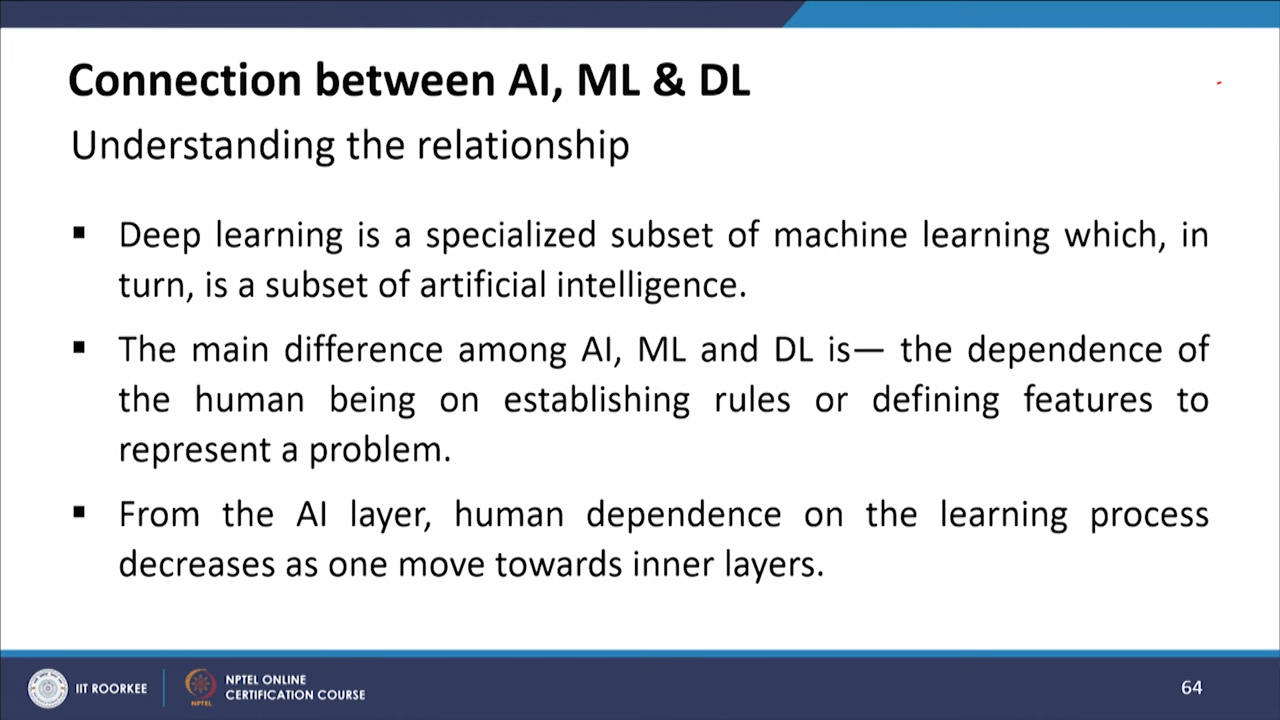 Connection between AI, ML & DL
Understanding the relationship
▪ Deep learning is a specialized subset of machine learning which, in
turn, is a subset of artificial intelligence.
▪ The main difference among AI, ML and DL is— the dependence of
the human being on establishing rules or defining features to
represent a problem.
▪ From the AI layer, human dependence on the learning process
decreases as one move towards inner layers.
IIT ROORKEE
NPTEL
NPTEL ONLINE
CERTIFICATION COURSE
64